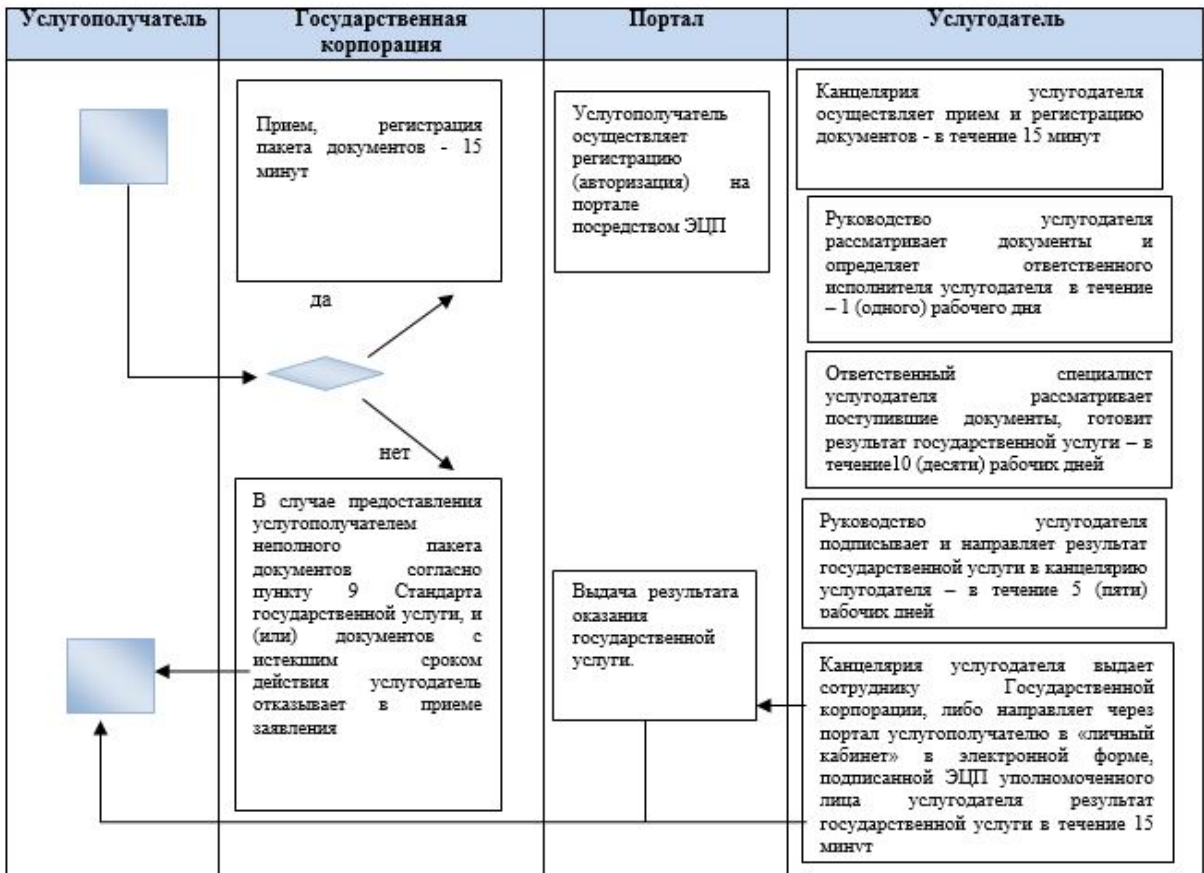 Услугополучатель
Государственная
корпорация
Портал
Услугодатель
Прием, регистрация
пакета документов - 15
минут
да
нет
В случае предоставления
услугополучателем
неполного пакета
документов согласно
пункту 9 Стандарта
государственной услуги, и
(или) документов с
истекшим сроком
действия услугодатель
отказывает в приеме
заявления
Услугополучатель
осуществляет
регистрацию
(авторизация) на
портале
посредством ЭЦП
Выдача результата
оказания
государственной
услуги.
Канцелярия услугодателя
осуществляет прием и регистрацию
документов - в течение 15 минут
Руководство услугодателя
рассматривает документы и
определяет ответственного
исполнителя услугодателя в течение
– 1 (одного) рабочего дня
Ответственный специалист
услугодателя рассматривает
поступившие документы, готовит
результат государственной услуги – в
течение10 (десяти) рабочих дней
Руководство услугодателя
подписывает и направляет результат
государственной услуги в канцелярию
услугодателя – в течение 5 (пяти)
рабочих дней
Канцелярия услугодателя выдает
сотруднику Государственной
корпорации, либо направляет через
портал услугополучателю в «личный
кабинет» в электронной форме,
подписанной ЭЦП уполномоченного
лица услугодателя результат
государственной услуги в течение 15
минут